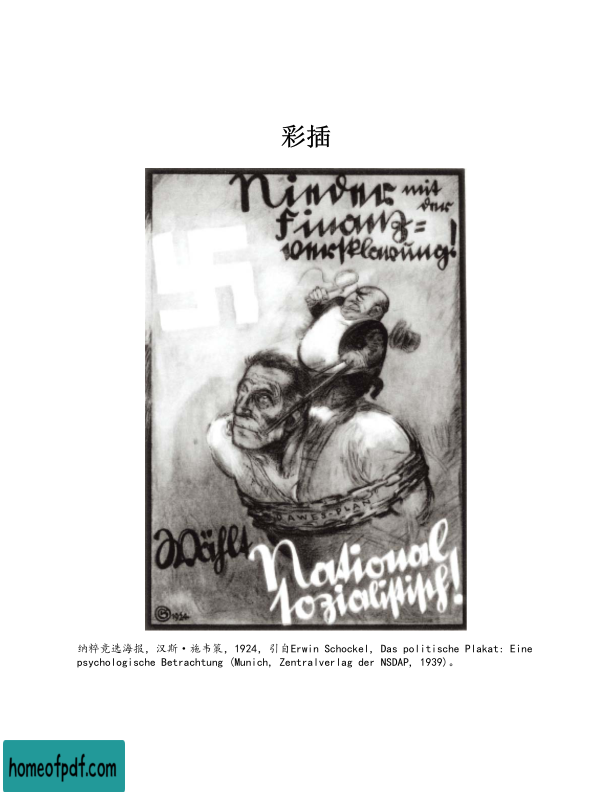 彩插
Nieder mit
der
Finanz=
versklavung!
DAWES-PLAN
Wählt
National
sozialistisch!
1924
纳粹竞选海报, 汉斯·施韦策, 1924, 引自Erwin Schockel, Das politische Plakat: Eine
psychologische Betrachtung (Munich, Zentralverlag der NSDAP, 1939)。
homeofpdf.com